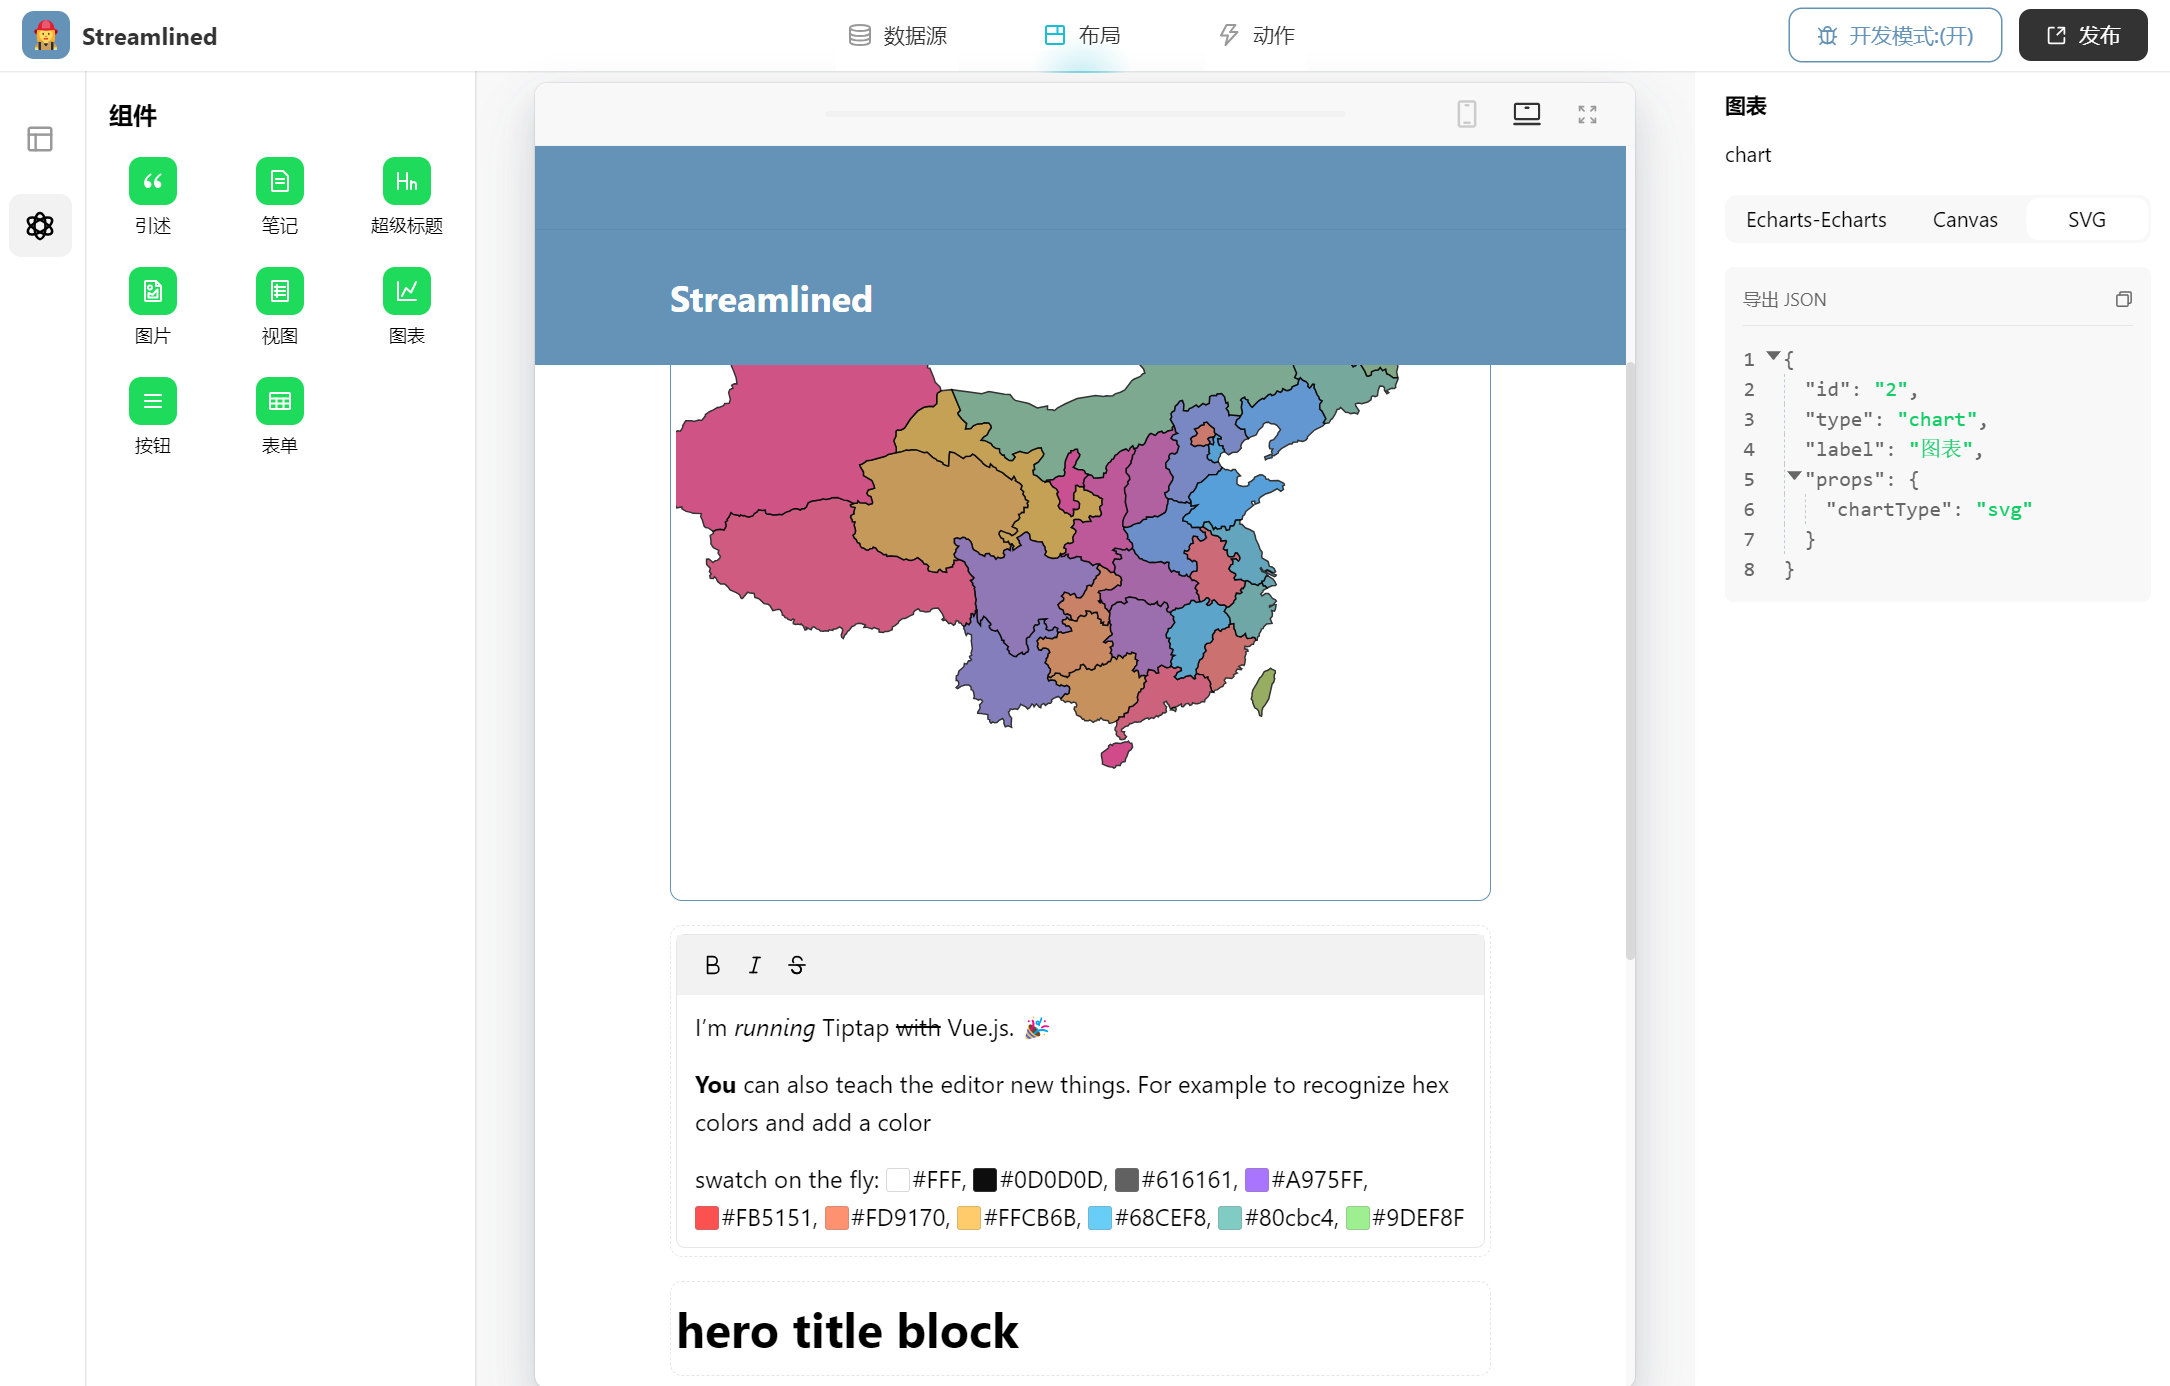 Streamlined
数据源
布局
动作
开发模式:(开)
发布
组件
引述
笔记
超级标题
图片
视图
图表
按钮
表单
Streamlined
B I S
I’m running Tiptap with Vue.js. 🎉
You can also teach the editor new things. For example to recognize hex
colors and add a color
swatch on the fly: #FFF, #0D0D0D, #616161, #A975FF,
#FB5151, #FD9170, #FFCB6B, #68CEF8, #80cbc4, #9DEF8F
hero title block
图表
chart
Echarts-Echarts
Canvas
SVG
导出 JSON
1 {
2 "id": "2",
3 "type": "chart",
4 "label": "图表",
5 "props": {
6 "chartType": "svg"
7 }
8 }